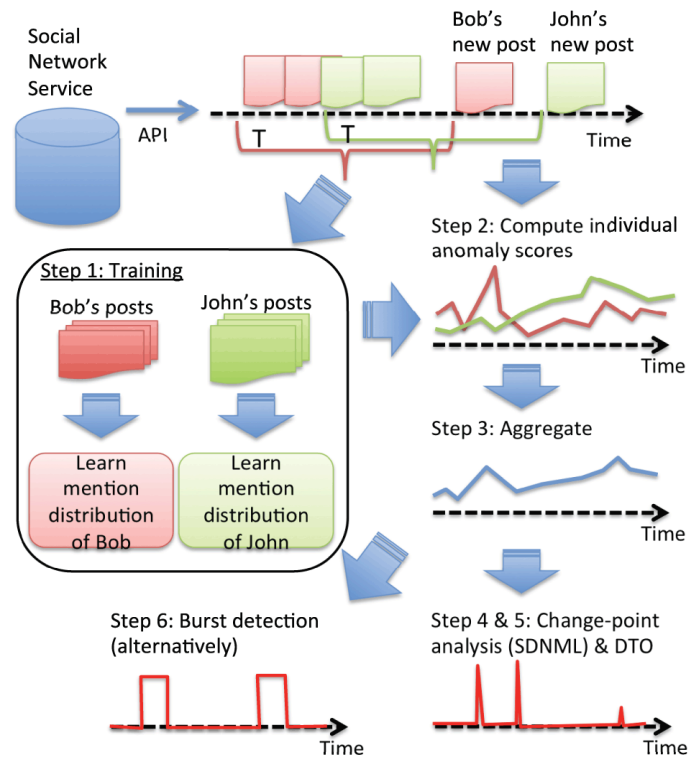 Social
Network
Service
API
Bob's
new post
John's
new post
T
T
Time
Step 1: Training
Bob's posts
John's posts
Learn
mention
distribution
of Bob
Learn
mention
distribution
of John
Step 2: Compute individual
anomaly scores
Time
Step 3: Aggregate
Time
Step 6: Burst detection
(alternatively)
Time
Step 4 & 5: Change-point
analysis (SDNML) & DTO
Time